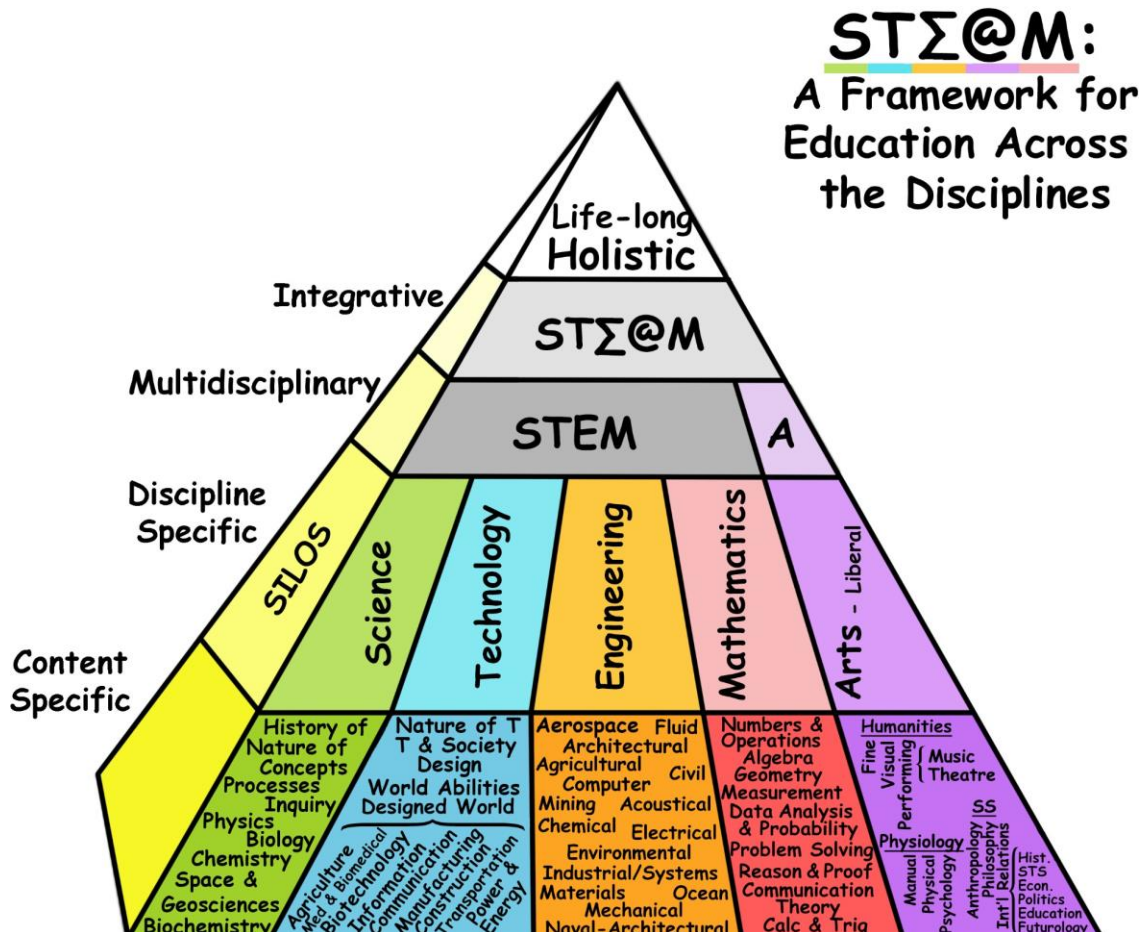 STΣ@M:
A Framework for
Education Across
the Disciplines
Life-long
Holistic
Integrative
STΣ@M
Multidisciplinary
STEM
A
Discipline
Specific
SILOS
Science
Technology
Engineering
Mathematics
Arts - Liberal
Content
Specific
History of
Nature of
Concepts
Processes
Inquiry
Physics
Biology
Chemistry
Space &
Geosciences
Biochemistry
Nature of T
T & Society
Design
World Abilities
Designed World
Agriculture
Med & Biomedical
Biotechnology
Information
Communication
Manufacturing
Construction
Transportation
Power &
Energy
Aerospace Fluid
Architectural
Agricultural Civil
Computer
Mining Acoustical
Chemical Electrical
Environmental
Industrial/Systems
Materials Ocean
Mechanical
Naval-Architectural
Numbers &
Operations
Algebra
Geometry
Measurement
Data Analysis
& Probability
Problem Solving
Reason & Proof
Communication
Theory
Calc & Trig
Humanities
Fine
Visual
Performing
Music
Theatre
Physiology
Manual
Physical
Psychology
SS
Anthropology
Philosophy
Int'l Relations
Hist.
STS
Econ.
Politics
Education
Futurology